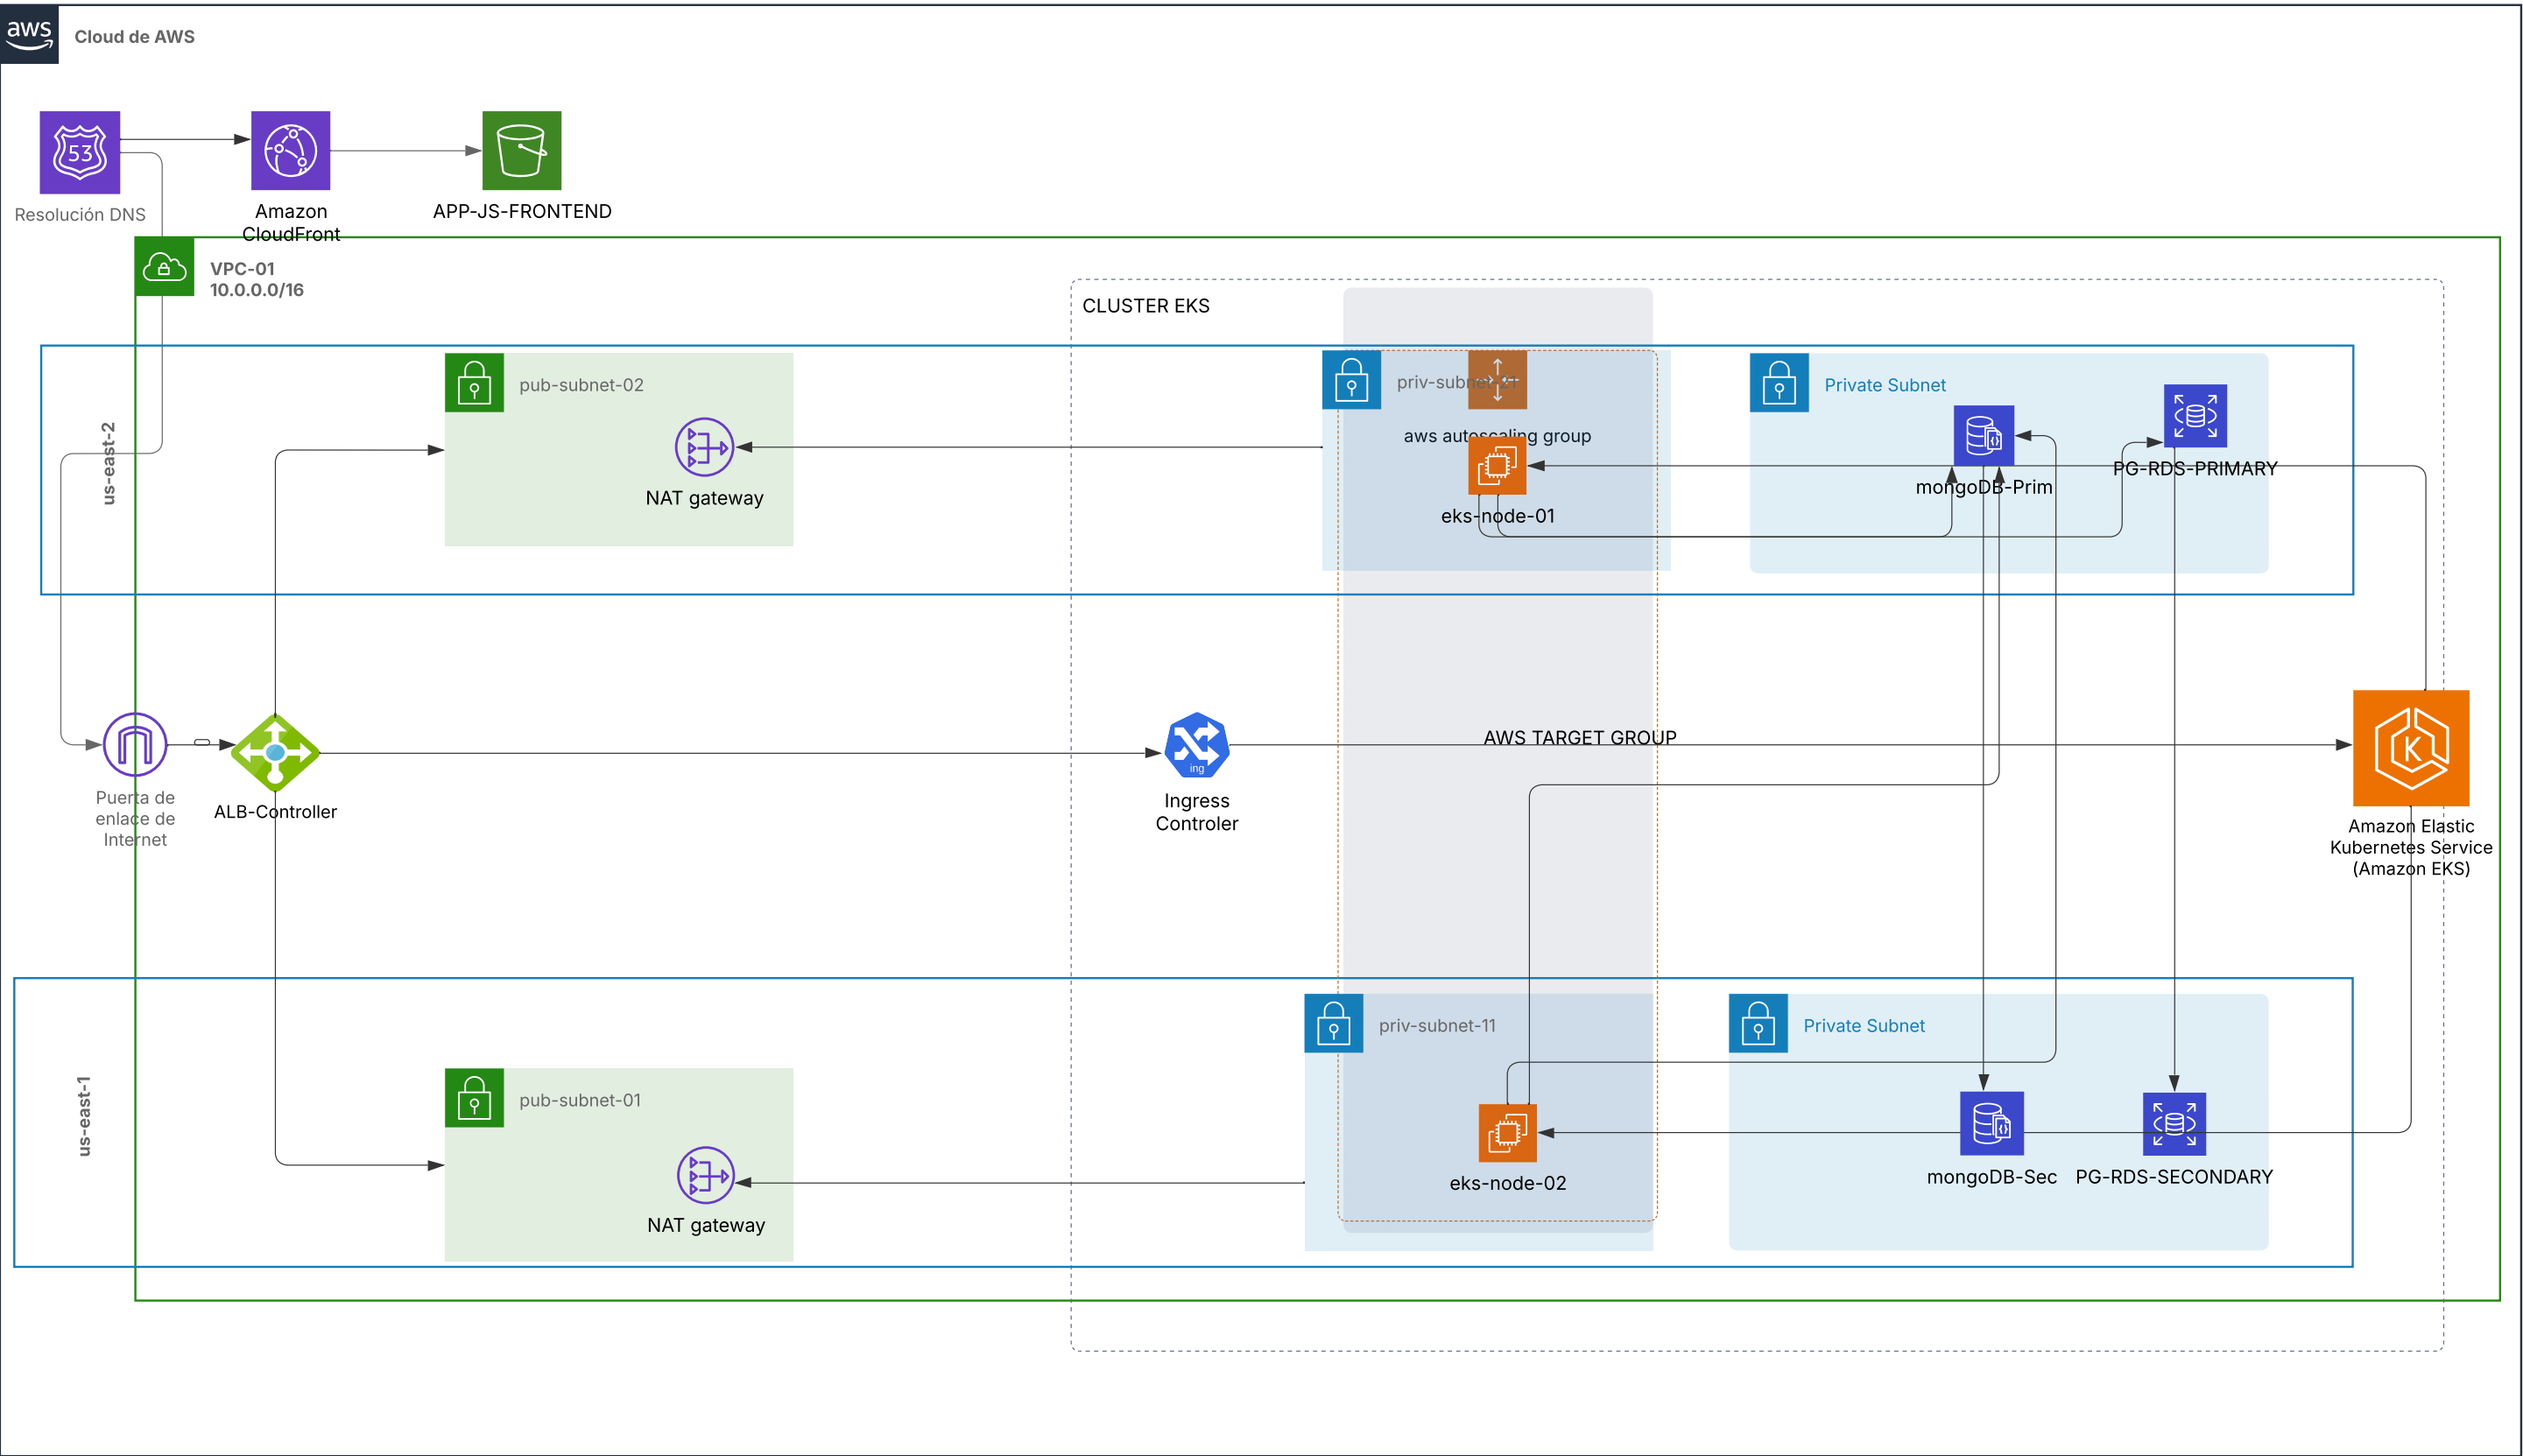 aws
Cloud de AWS
53
Resolución DNS
Amazon
CloudFront
APP-JS-FRONTEND
VPC-01
10.0.0.0/16
CLUSTER EKS
us-east-2
pub-subnet-02
NAT gateway
priv-subnet-21
aws autoscaling group
eks-node-01
Private Subnet
mongoDB-Prim
PG-RDS-PRIMARY
Puerta de
enlace de
Internet
ALB-Controller
ing
Ingress
Controler
AWS TARGET GROUP
K
Amazon Elastic
Kubernetes Service
(Amazon EKS)
us-east-1
pub-subnet-01
NAT gateway
priv-subnet-11
eks-node-02
Private Subnet
mongoDB-Sec
PG-RDS-SECONDARY